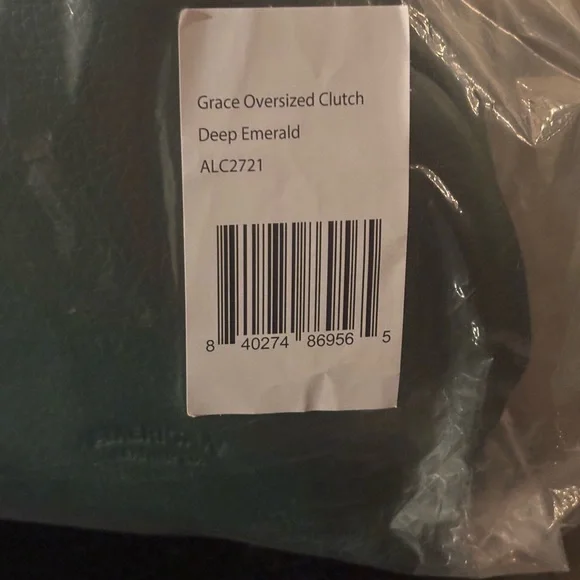 Grace Oversized Clutch
Deep Emerald
ALC2721
8 40274 86956 5